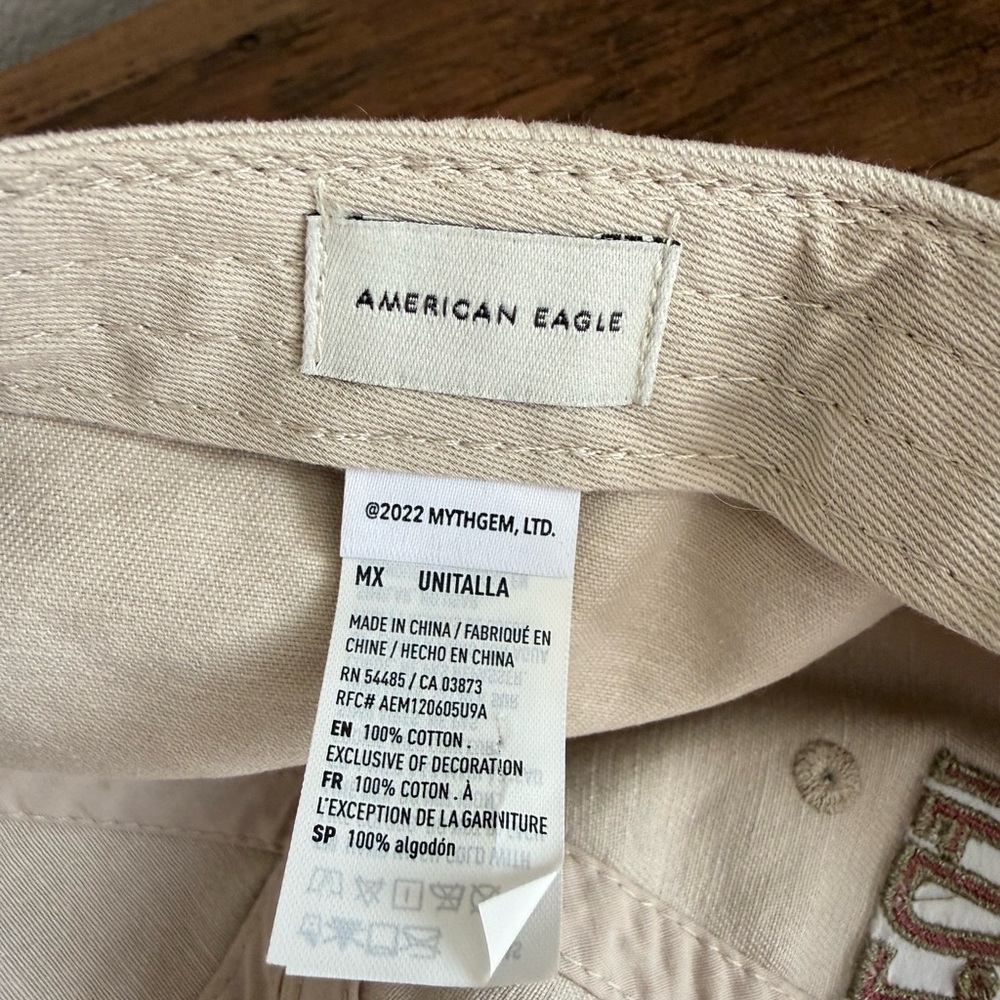 AMERICAN EAGLE
@2022 MYTHGEM, LTD.
MX UNITALLA
MADE IN CHINA / FABRIQUÉ EN
CHINE / HECHO EN CHINA
RN 54485 / CA 03873
RFC# AEM120605U9A
EN 100% COTTON .
EXCLUSIVE OF DECORATION
FR 100% COTON . À
L'EXCEPTION DE LA GARNITURE
SP 100% algodón